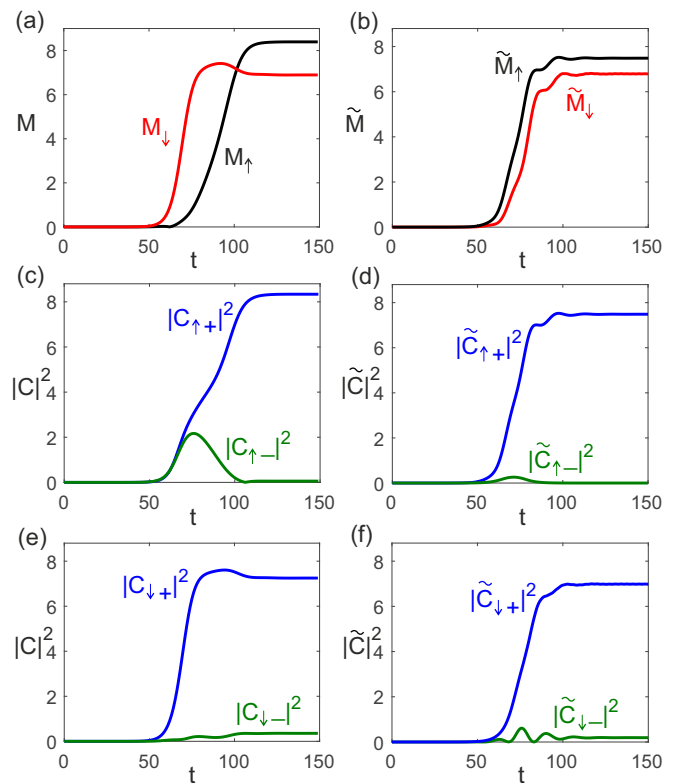 (a)
8
6
4
2
0
M
M↓
M↑
0 50 100 150
t
(b)
8
6
4
2
0
M̃
M̃↑
M̃↓
0 50 100 150
t
(c)
8
6
4
2
0
|C|²
|C↑+|²
|C↑–|²
0 50 100 150
t
(d)
8
6
4
2
0
|C̃|²
|C̃↑+|²
|C̃↑–|²
0 50 100 150
t
(e)
8
6
4
2
0
|C|²
|C↓+|²
|C↓–|²
0 50 100 150
t
(f)
8
6
4
2
0
|C̃|²
|C̃↓+|²
|C̃↓–|²
0 50 100 150
t